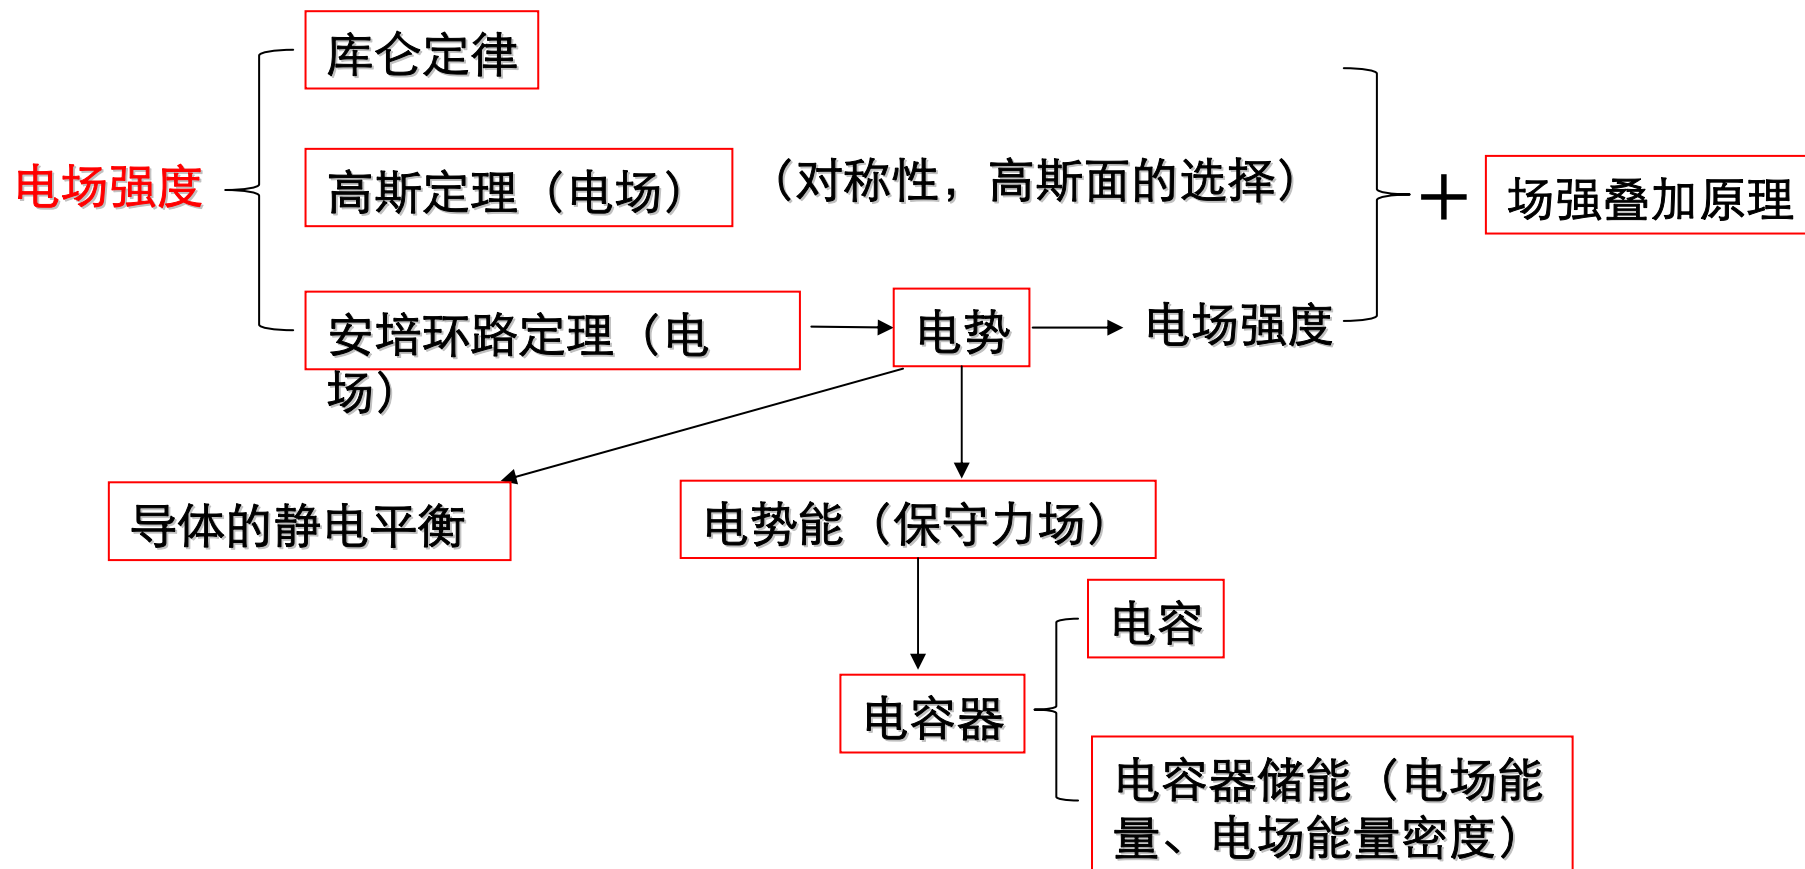 库仑定律
电场强度
高斯定理（电场）
（对称性，高斯面的选择）
+
场强叠加原理
安培环路定理（电
场）
电势
电场强度
导体的静电平衡
电势能（保守力场）
电容
电容器
电容器储能（电场能
量、电场能量密度）